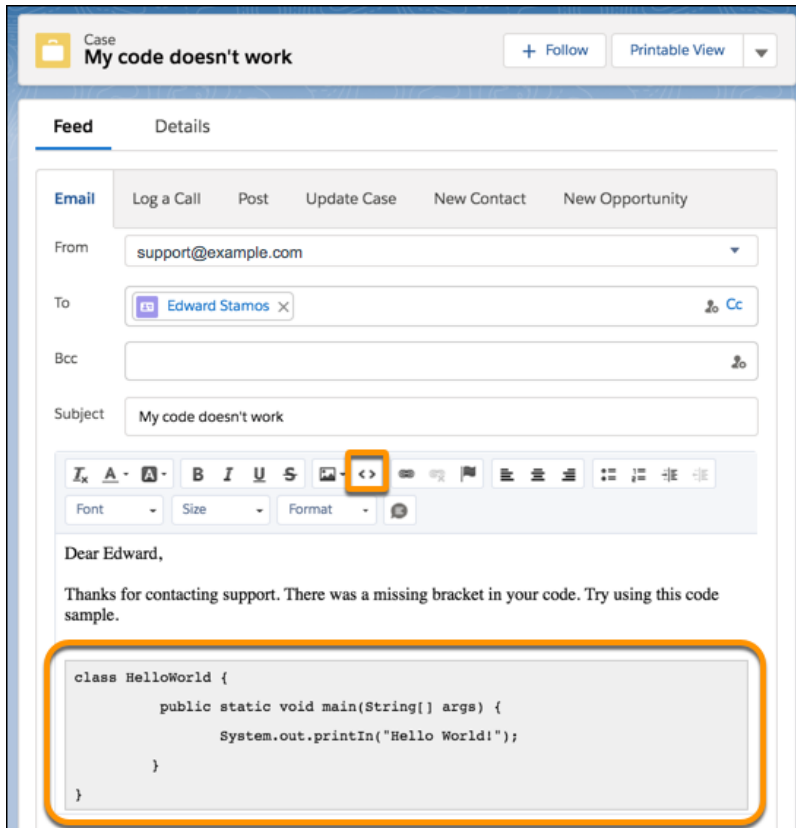 Case
My code doesn't work
+ Follow
Printable View
Feed Details
Email Log a Call Post Update Case New Contact New Opportunity
From support@example.com
To Edward Stamos Cc
Bcc
Subject My code doesn't work
Font Size Format
Dear Edward,
Thanks for contacting support. There was a missing bracket in your code. Try using this code
sample.
class HelloWorld {
public static void main(String[] args) {
System.out.printIn("Hello World!");
}
}